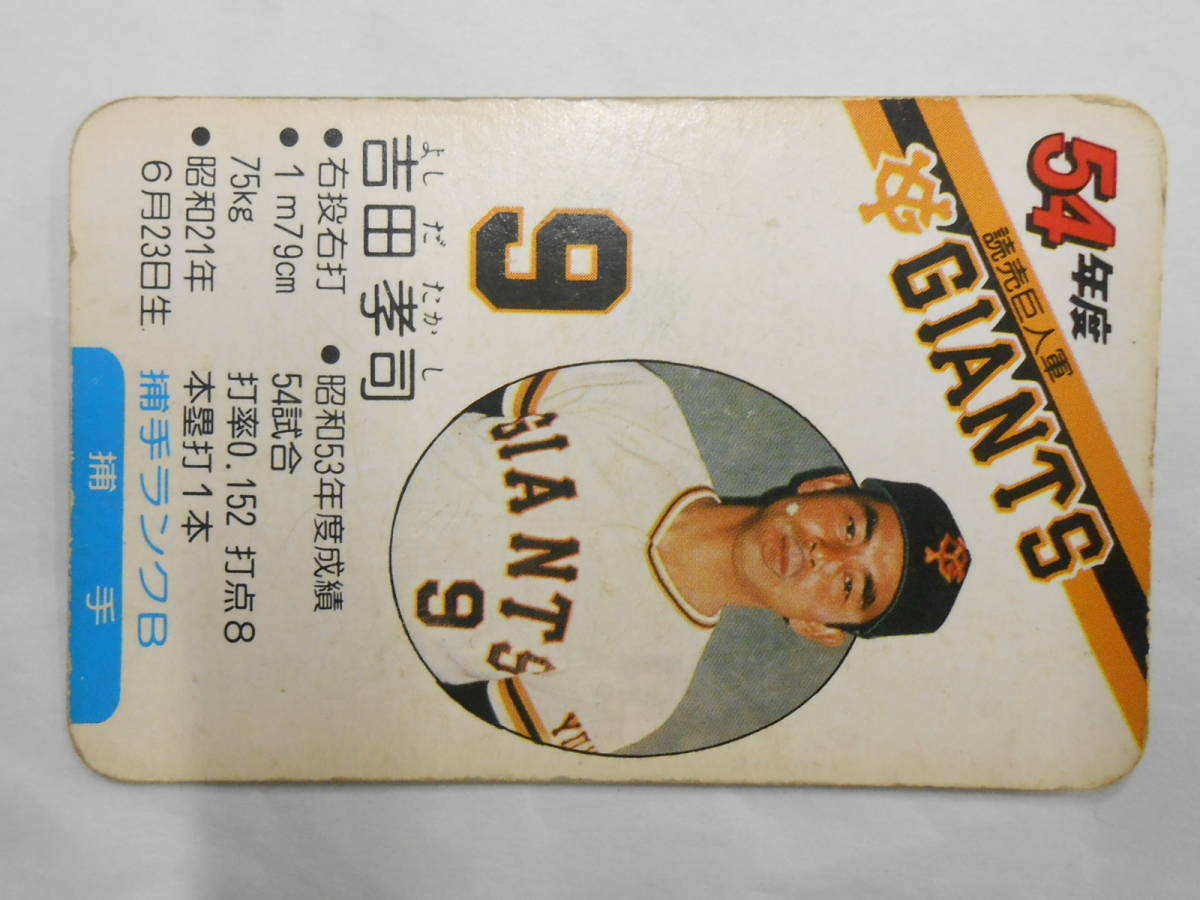 54年度
読売巨人軍
GIANTS
GIANTS
9
YO
9
よしだ たかし
吉田 孝司
●右投右打
●1m79cm
75kg
●昭和21年
6月23日生
●昭和53年度成績
54試合
打率0.152 打点8
本塁打1本
捕手ランクB
捕手